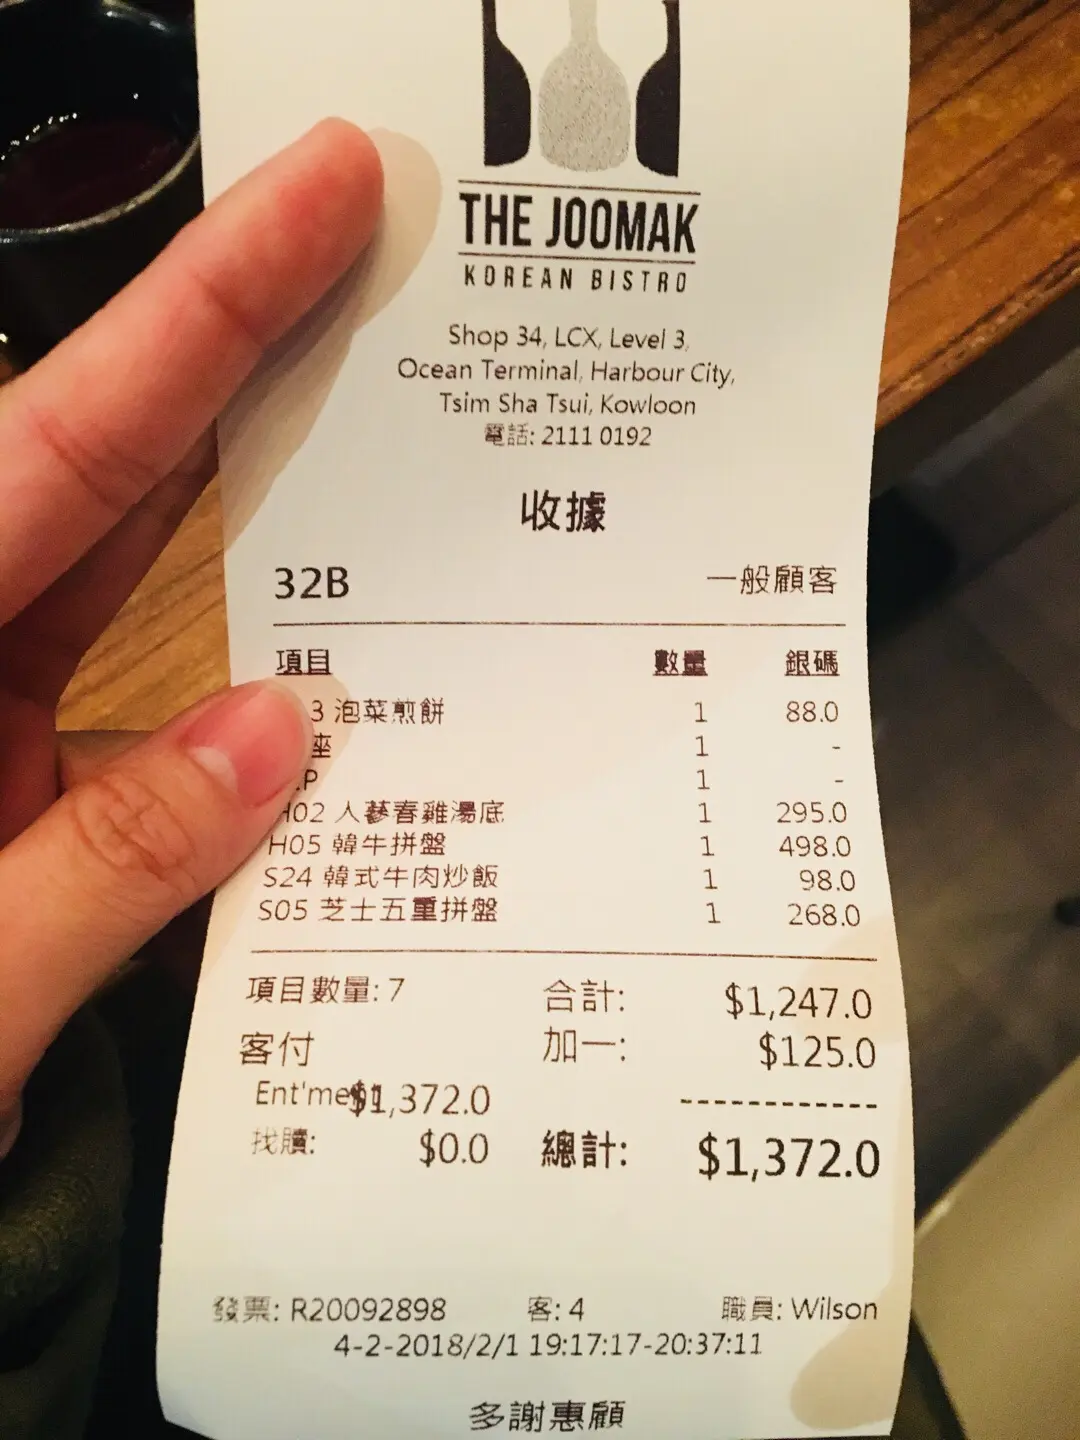 THE JOOMAK
KOREAN BISTRO
Shop 34, LCX, Level 3,
Ocean Terminal, Harbour City,
Tsim Sha Tsui, Kowloon
電話: 2111 0192
收據
32B 一般顧客
項目 數量 銀碼
3 泡菜煎餅 1 88.0
座 1 -
P 1 -
H02 人蔘春雞湯底 1 295.0
H05 韓牛拼盤 1 498.0
S24 韓式牛肉炒飯 1 98.0
S05 芝士五重拼盤 1 268.0
項目數量: 7 合計: $1,247.0
客付 加一: $125.0
Ent'me $1,372.0 ------------
找贖: $0.0 總計: $1,372.0
發票: R20092898 客: 4 職員: Wilson
4-2-2018/2/1 19:17:17-20:37:11
多謝惠顧